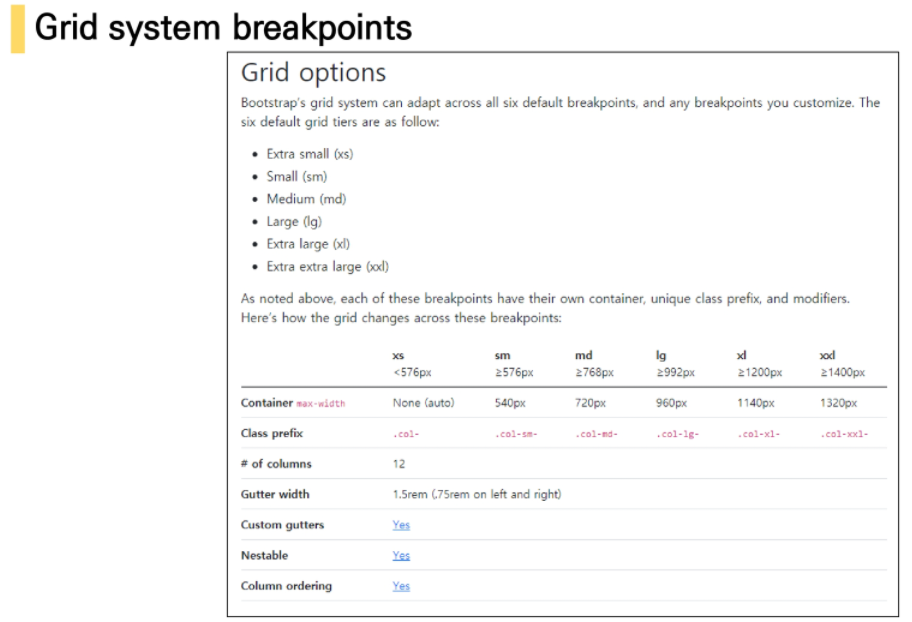 Grid system breakpoints
Grid options
Bootstrap's grid system can adapt across all six default breakpoints, and any breakpoints you customize. The
six default grid tiers are as follow:
• Extra small (xs)
• Small (sm)
• Medium (md)
• Large (lg)
• Extra large (xl)
• Extra extra large (xxl)
As noted above, each of these breakpoints have their own container, unique class prefix, and modifiers.
Here's how the grid changes across these breakpoints:
xs sm md lg xl xxl
<576px ≥576px ≥768px ≥992px ≥1200px ≥1400px
Container max-width None (auto) 540px 720px 960px 1140px 1320px
Class prefix .col- .col-sm- .col-md- .col-lg- .col-xl- .col-xxl-
# of columns 12
Gutter width 1.5rem (.75rem on left and right)
Custom gutters Yes
Nestable Yes
Column ordering Yes